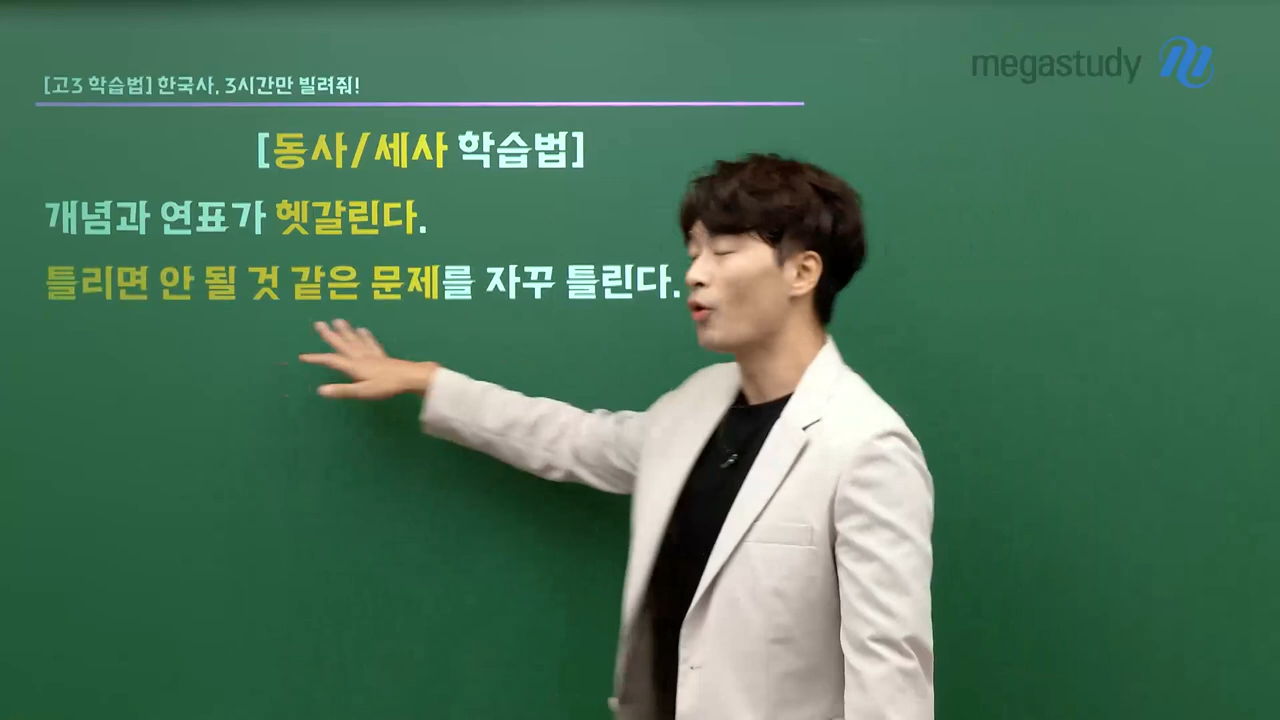 [고3 학습법] 한국사, 3시간만 빌려줘!
megastudy
[동사/세사 학습법]
개념과 연표가 헷갈린다.
틀리면 안 될 것 같은 문제를 자꾸 틀린다.